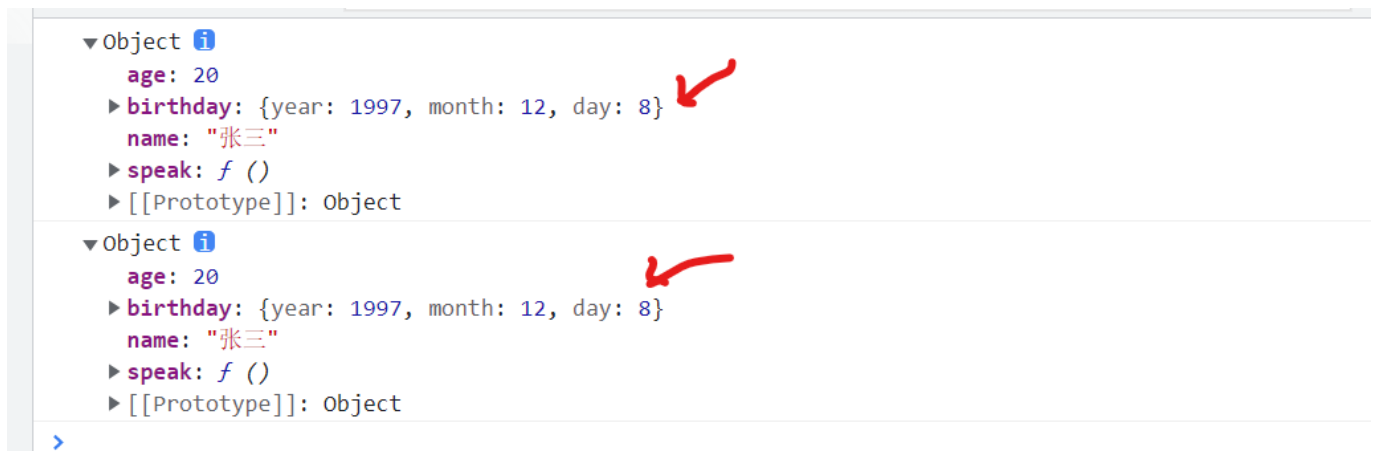 ▼Object i
age: 20
▶birthday: {year: 1997, month: 12, day: 8}
name: "张三"
▶speak: ƒ ()
▶[[Prototype]]: Object
▼Object i
age: 20
▶birthday: {year: 1997, month: 12, day: 8}
name: "张三"
▶speak: ƒ ()
▶[[Prototype]]: Object
>